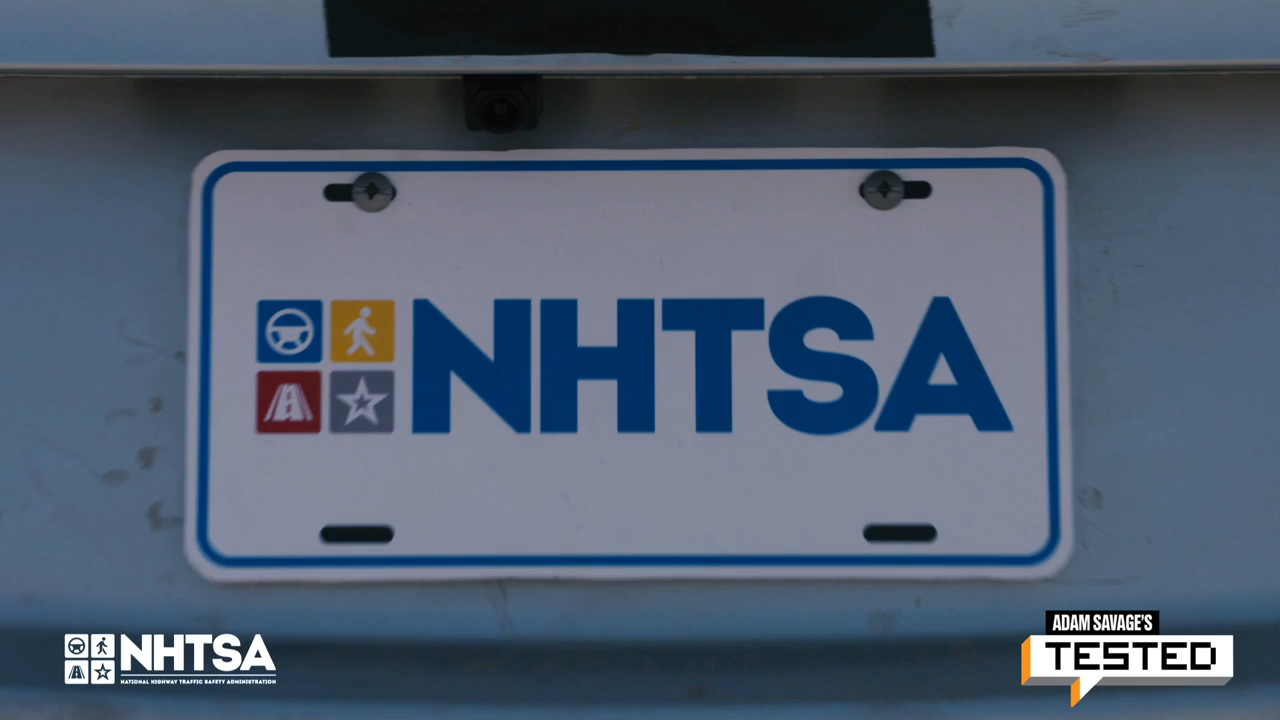 NHTSA
NHTSA
NATIONAL HIGHWAY TRAFFIC SAFETY ADMINISTRATION
ADAM SAVAGE'S
TESTED